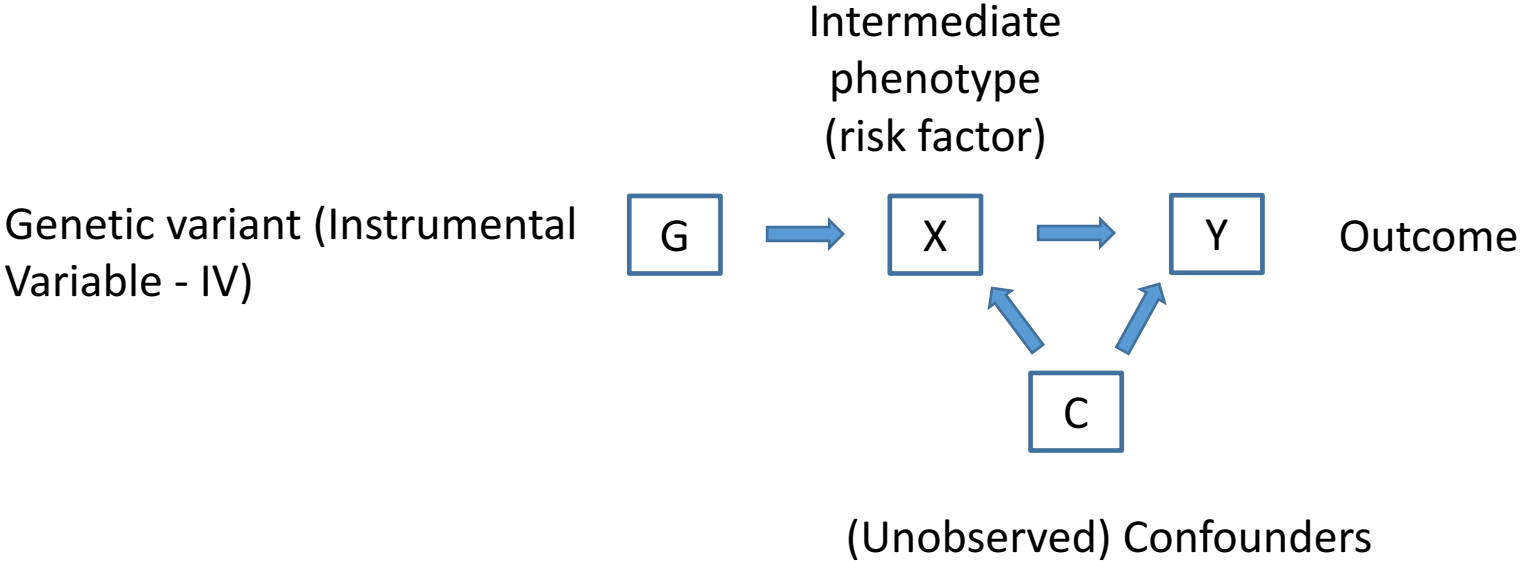 Intermediate
phenotype
(risk factor)
Genetic variant (Instrumental
Variable - IV)
G
X
Y
Outcome
C
(Unobserved) Confounders